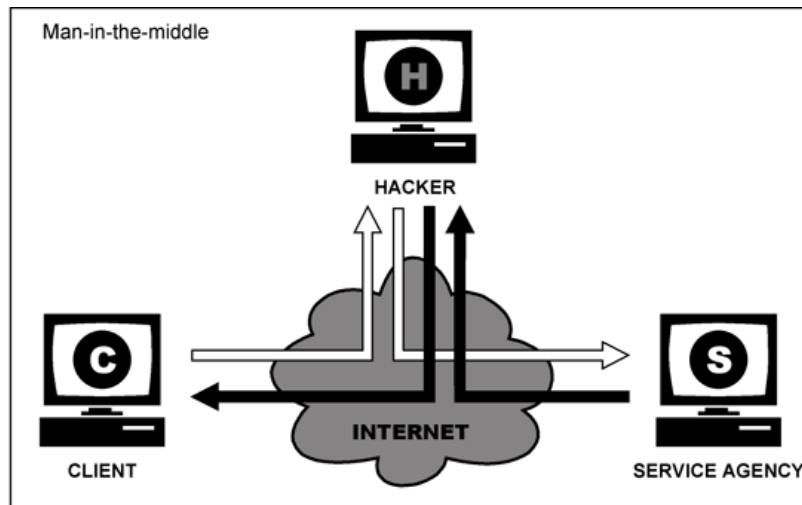 Man-in-the-middle
H
HACKER
C
S
INTERNET
CLIENT
SERVICE AGENCY